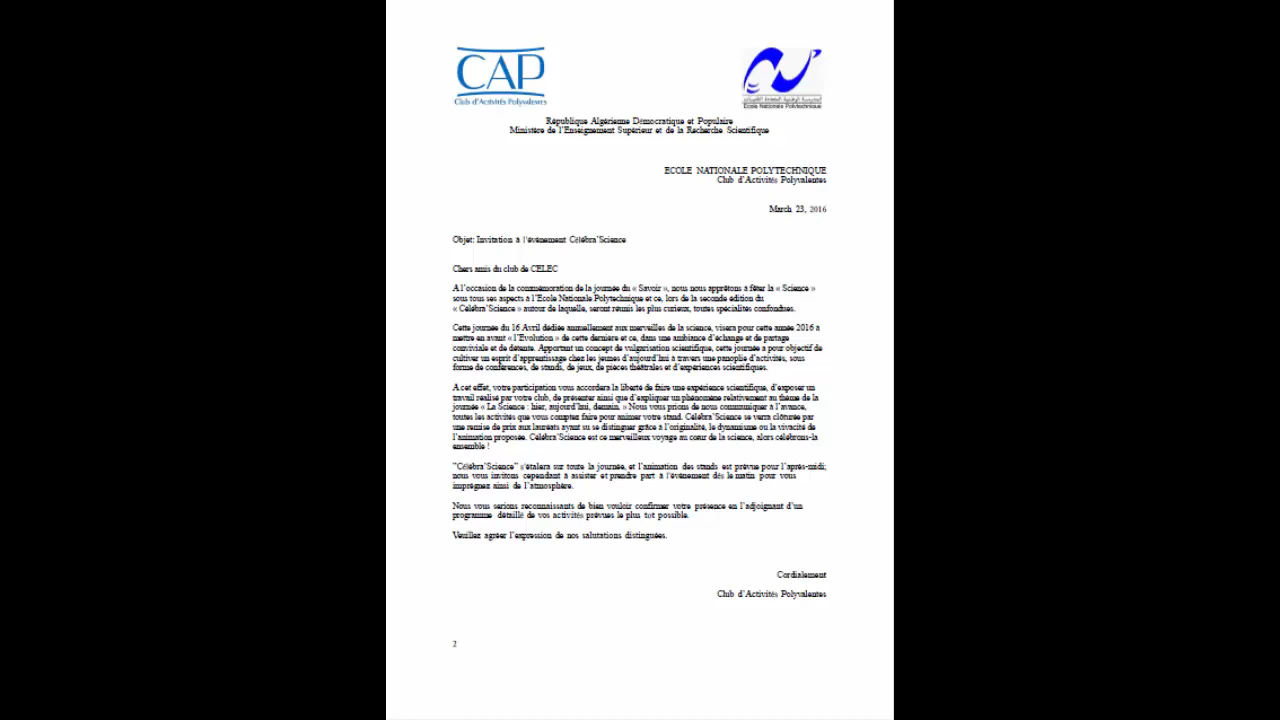 CAP
Club d'Activités Polyvalentes
Ecole Nationale Polytechnique
République Algérienne Démocratique et Populaire
Ministère de l'Enseignement Supérieur et de la Recherche Scientifique
ECOLE NATIONALE POLYTECHNIQUE
Club d'Activités Polyvalentes
March 23, 2016
Objet: Invitation à l'événement Célébra'Science
Chers amis du club de CELEC
A l'occasion de la commémoration de la journée du « Savoir », nous nous apprêtons à fêter la « Science »
sous tous ses aspects à l'Ecole Nationale Polytechnique et ce, lors de la seconde édition du
« Célébra'Science » autour de laquelle, seront réunis les plus curieux, toutes spécialités confondues.
Cette journée du 16 Avril dédiée annuellement aux merveilles de la science, visera pour cette année 2016 à
mettre en avant « l'Evolution » de cette dernière et ce, dans une ambiance d'échange et de partage
conviviale et de détente. Apportant un concept de vulgarisation scientifique, cette journée a pour objectif de
cultiver un esprit d'apprentissage chez les jeunes d'aujourd'hui à travers une panoplie d'activités, sous
forme de conférences, de stands, de jeux, de pièces théâtrales et d'expériences scientifiques.
A cet effet, votre participation vous accordera la liberté de faire une expérience scientifique, d'exposer un
travail réalisé par votre club, de présenter ainsi que d'expliquer un phénomène relativement au thème de la
journée « La Science : hier, aujourd'hui, demain. » Nous vous prions de nous communiquer à l'avance,
toutes les activités que vous comptez faire pour animer votre stand. Célébra'Science se verra clôturée par
une remise de prix aux lauréats ayant su se distinguer grâce à l'originalité, le dynamisme ou la vivacité de
l'animation proposée. Célébra'Science est ce merveilleux voyage au cœur de la science, alors célébrons-la
ensemble !
"Célébra'Science" s'étalera sur toute la journée, et l'animation des stands est prévue pour l'après-midi;
nous vous invitons cependant à assister et prendre part à l'événement dès le matin pour vous
imprégnez ainsi de l'atmosphère.
Nous vous serions reconnaissants de bien vouloir confirmer votre présence en l'adjoignant d'un
programme détaillé de vos activités prévues le plus tot possible.
Veuillez agréer l'expression de nos salutations distinguées.
Cordialement
Club d'Activités Polyvalentes
2